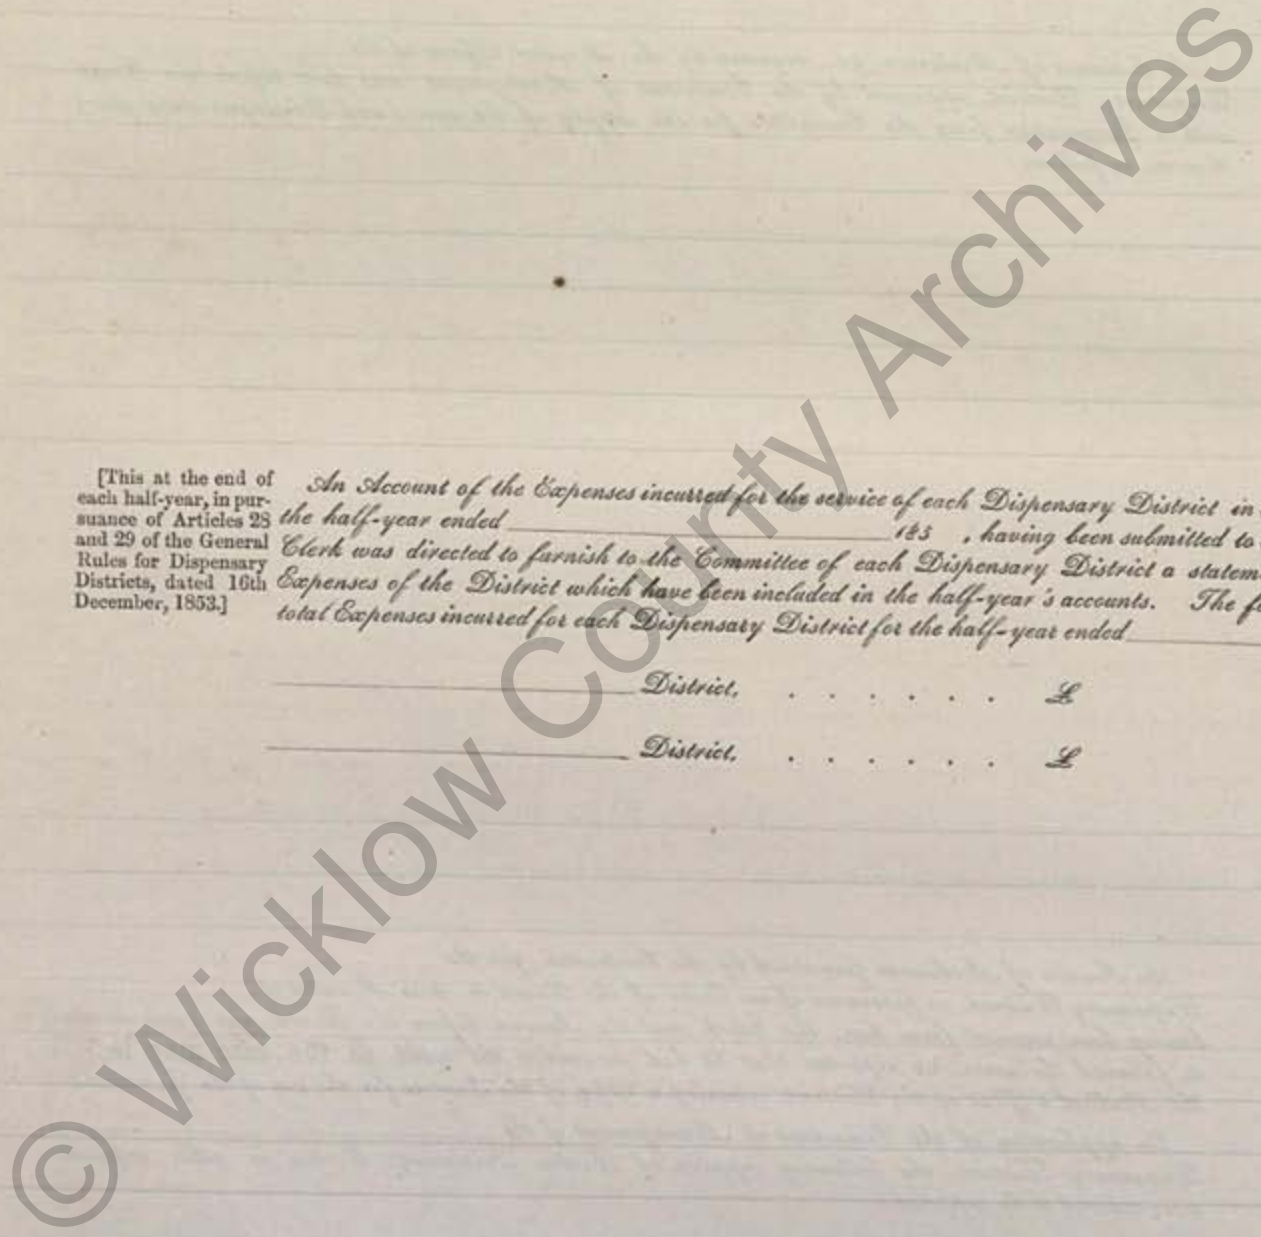 [This at the end of
each half-year, in pur-
suance of Articles 28
and 29 of the General
Rules for Dispensary
Districts, dated 16th
December, 1853.]
An Account of the Expenses incurred for the service of each Dispensary District in
the half-year ended 185 , having been submitted to
Clerk was directed to furnish to the Committee of each Dispensary District a statem
Expenses of the District which have been included in the half-year's accounts. The fo
total Expenses incurred for each Dispensary District for the half-year ended
District, . . . . . . £
District, . . . . . . £
© Wicklow County Archives